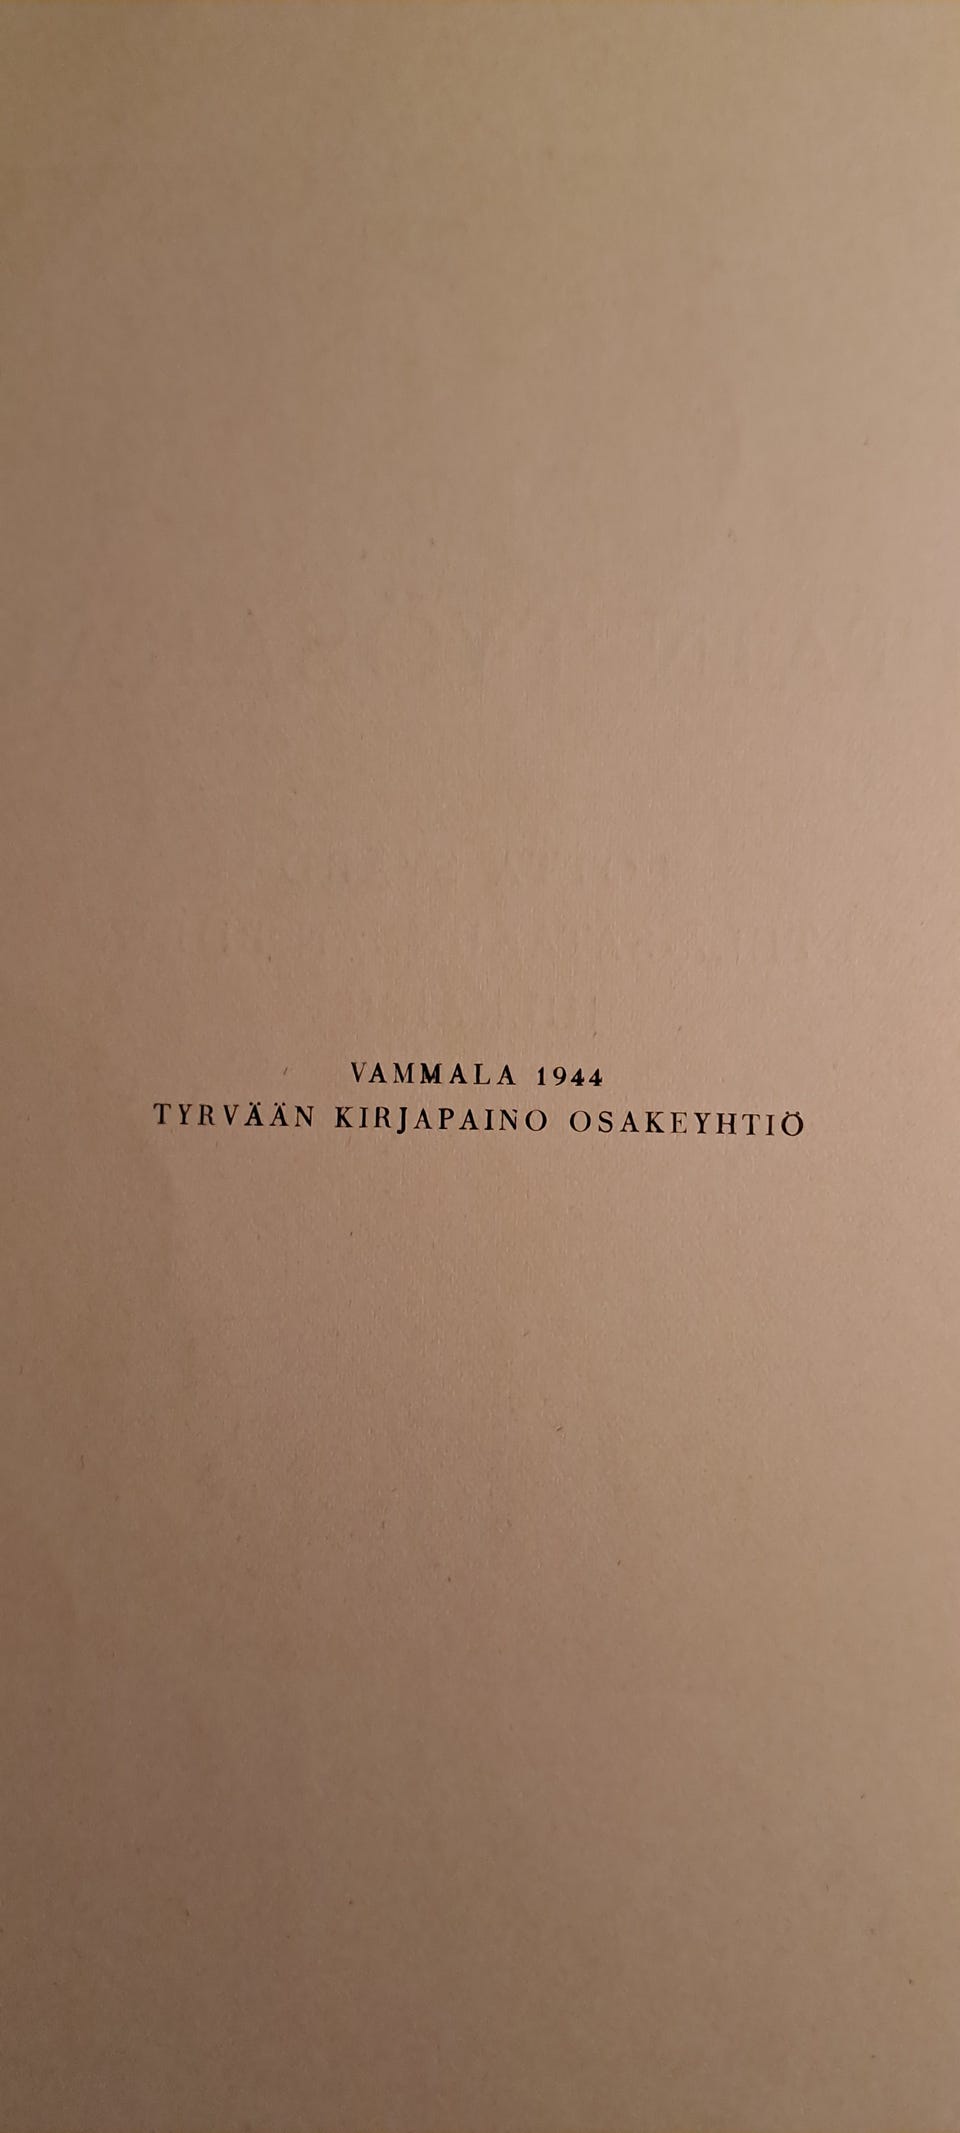 VAMMALA 1944
TYRVÄÄN KIRJAPAINO OSAKEYHTIÖ